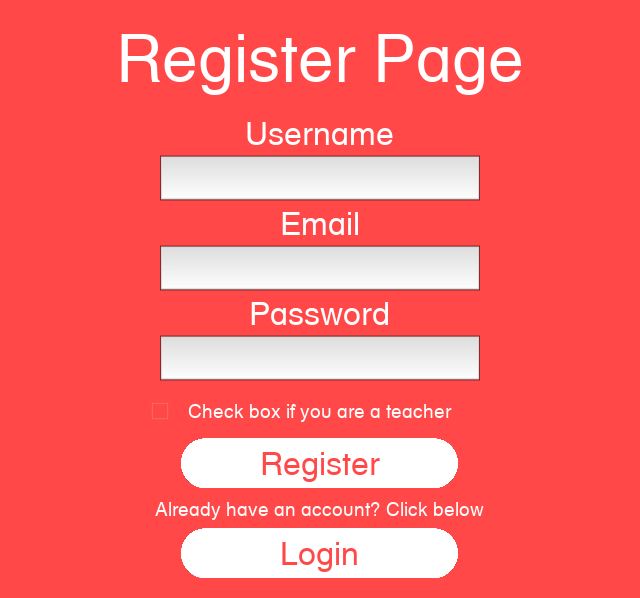 Register Page
Username
Email
Password
Check box if you are a teacher
Register
Already have an account? Click below
Login